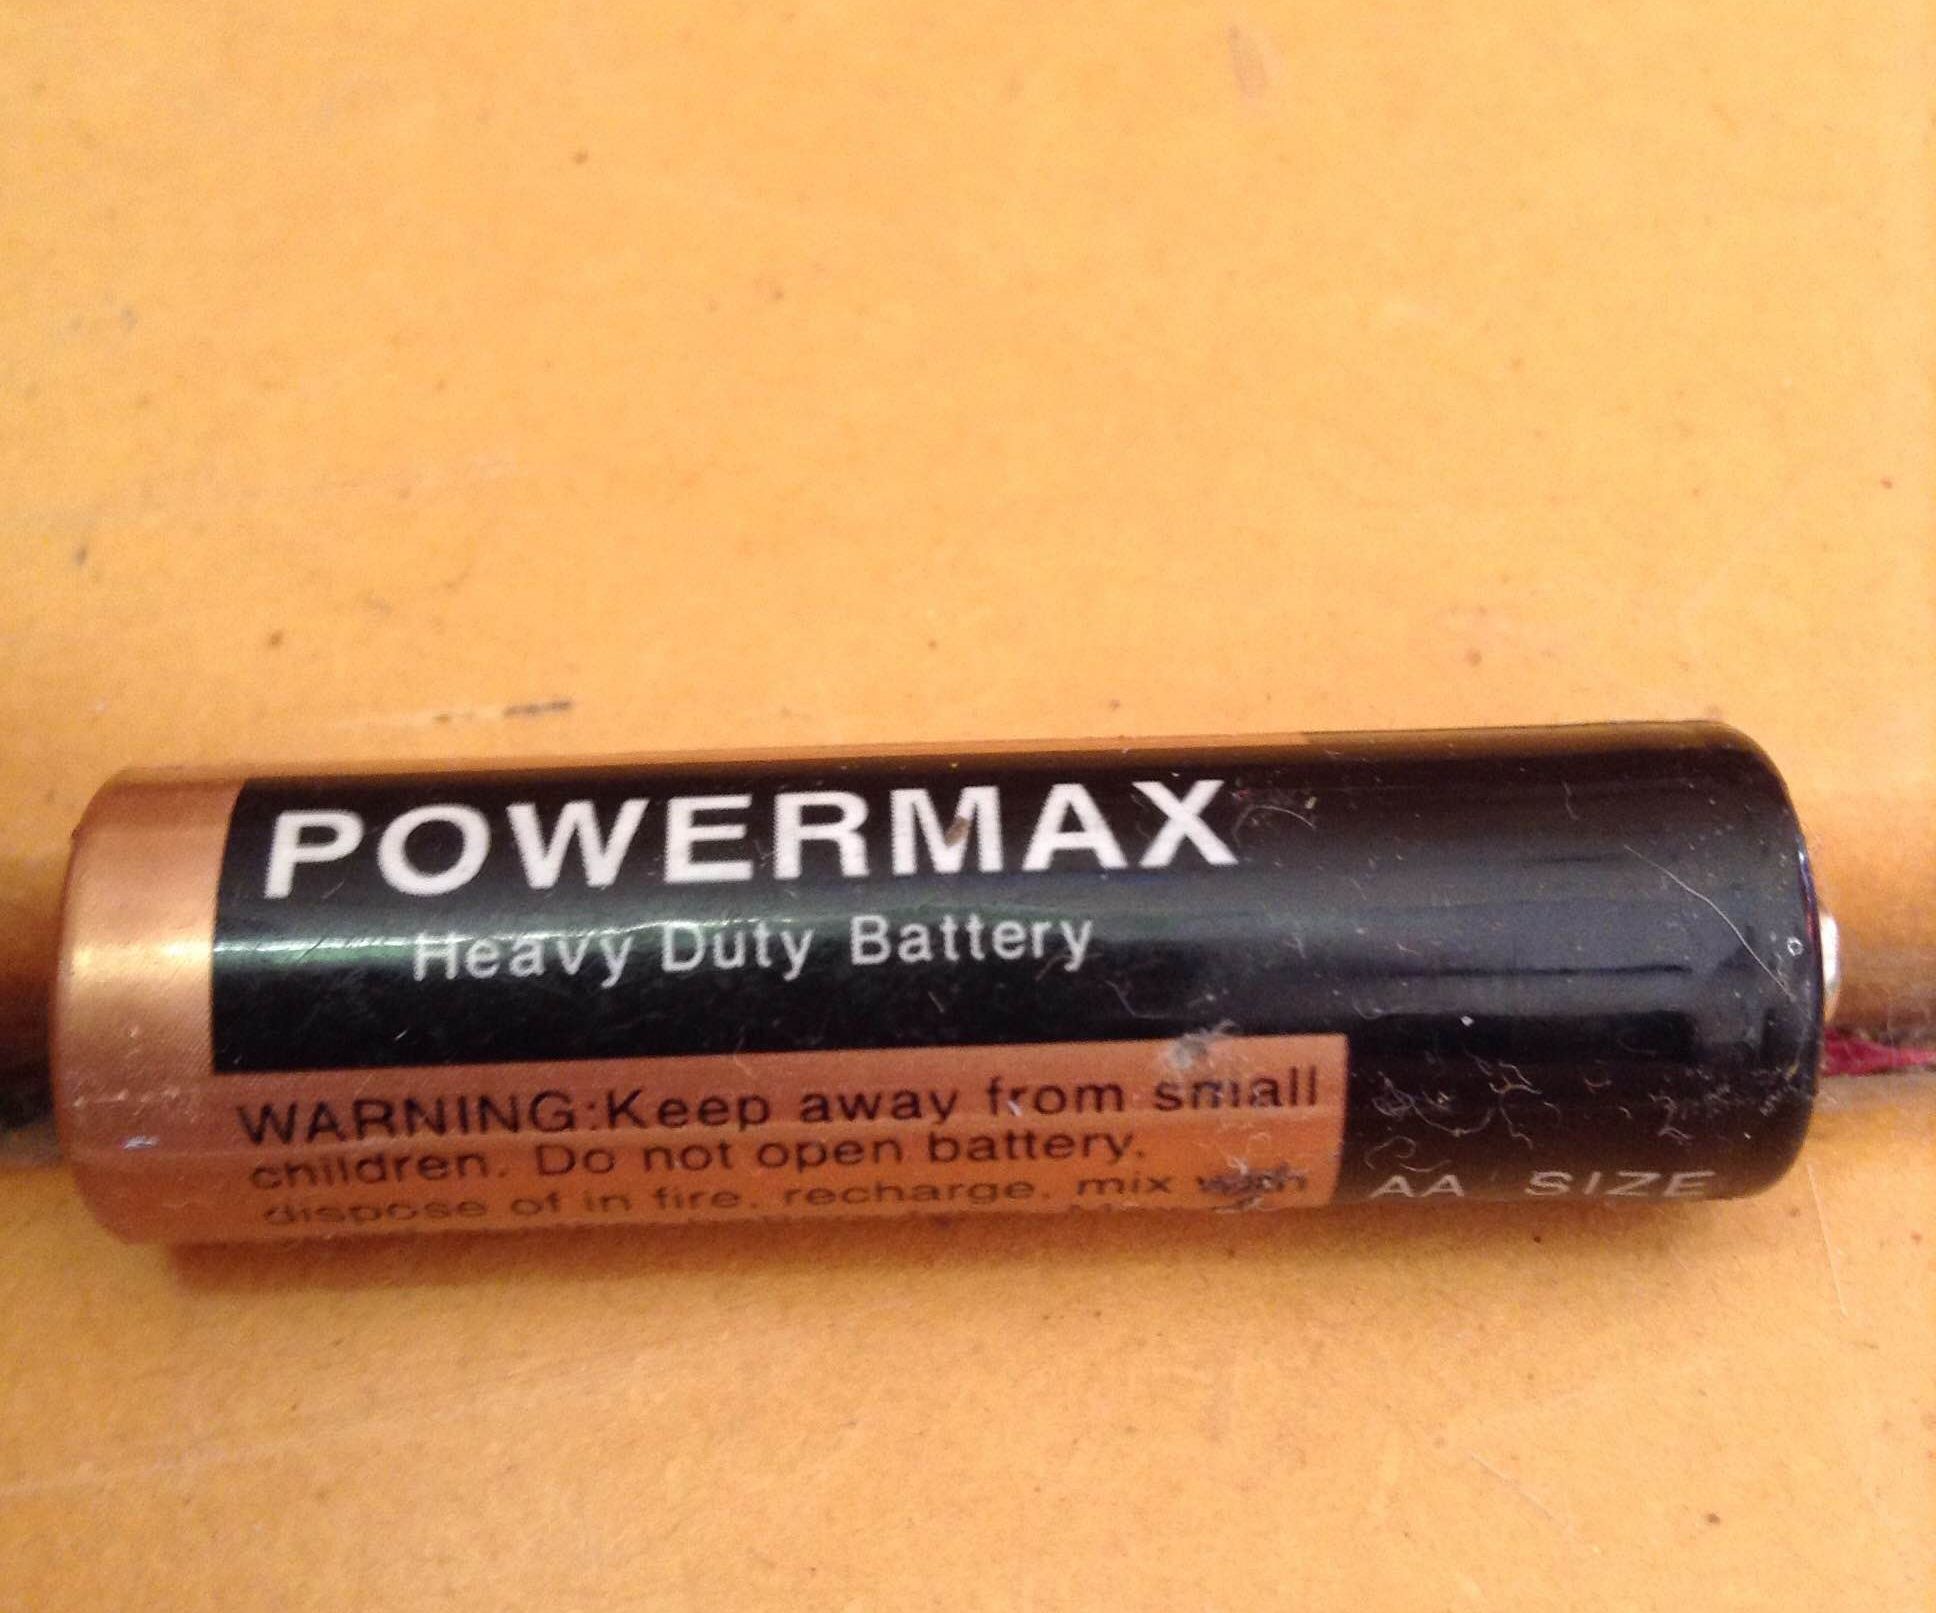 POWERMAX
Heavy Duty Battery
WARNING:Keep away from small
children. Do not open battery.
dispose of in fire, recharge, mix with
AA SIZE